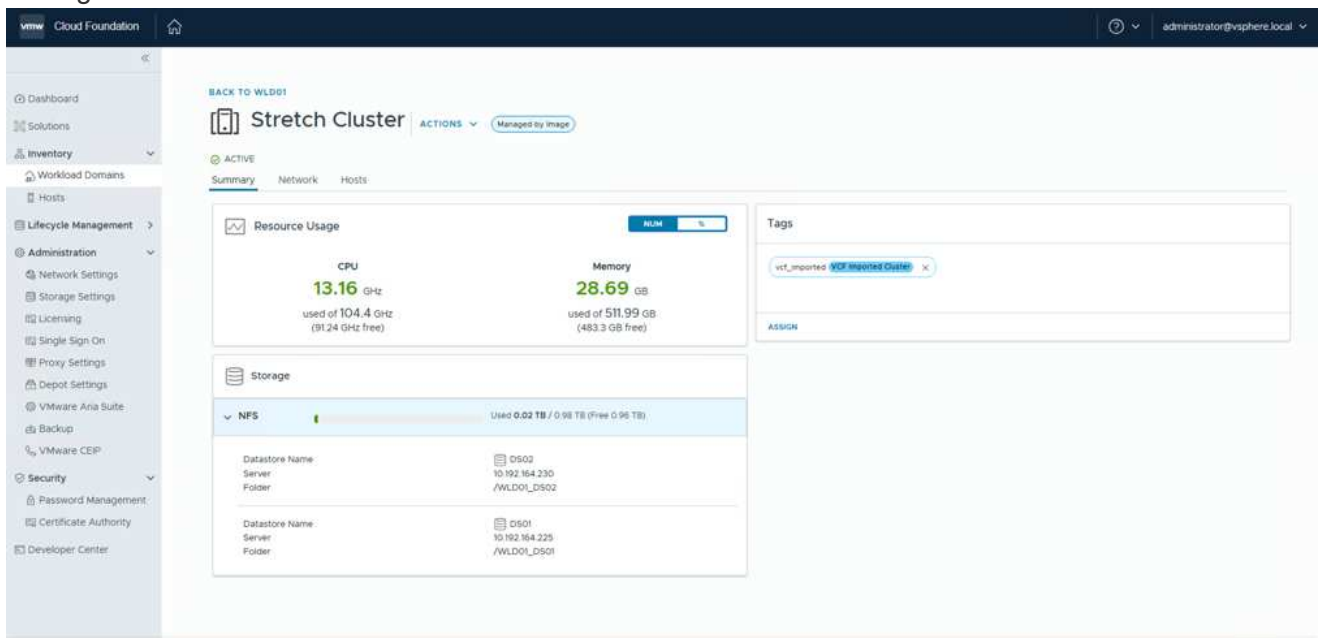 vmw Cloud Foundation
administrator@vsphere.local
Dashboard
Solutions
Inventory
Workload Domains
Hosts
Lifecycle Management
Administration
Network Settings
Storage Settings
Licensing
Single Sign On
Proxy Settings
Depot Settings
VMware Aria Suite
Backup
VMware CEIP
Security
Password Management
Certificate Authority
Developer Center
BACK TO WLD01
Stretch Cluster ACTIONS Managed by Image
ACTIVE
Summary Network Hosts
Resource Usage NUM %
CPU
13.16 GHz
used of 104.4 GHz
(91.24 GHz free)
Memory
28.69 GB
used of 511.99 GB
(483.3 GB free)
Storage
NFS Used 0.02 TB / 0.98 TB (Free 0.96 TB)
Datastore Name DS02
Server 10.192.164.230
Folder /WLD01_DS02
Datastore Name DS01
Server 10.192.164.225
Folder /WLD01_DS01
Tags
vcf_imported VCF Imported Cluster
ASSIGN